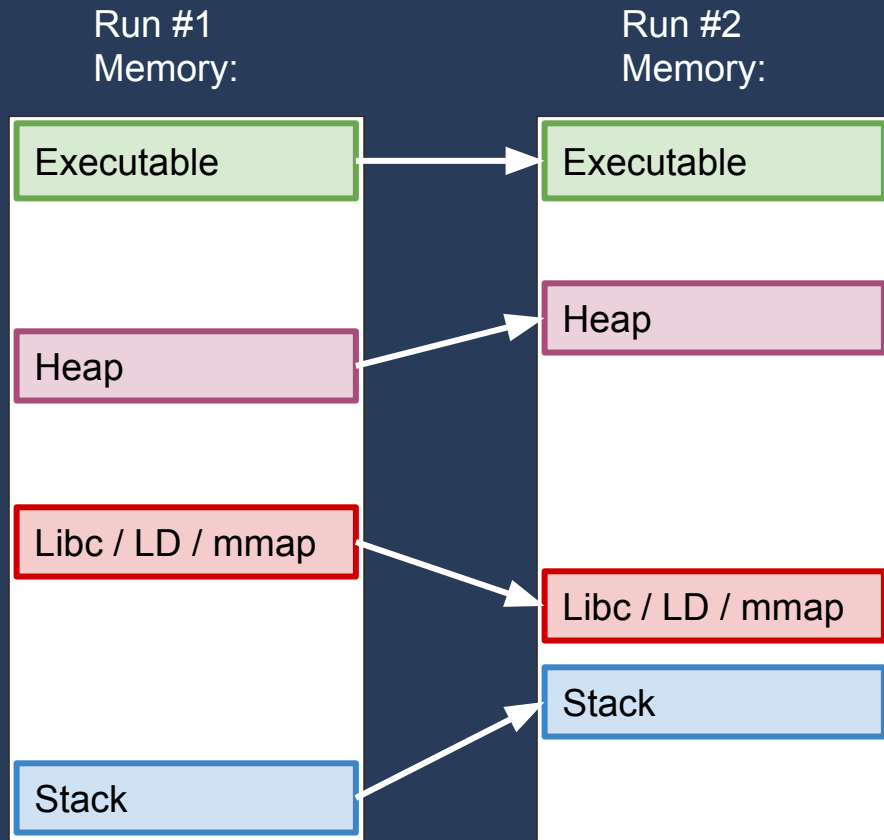 Run #1
Memory:
Run #2
Memory:
Executable
Executable
Heap
Heap
Libc / LD / mmap
Libc / LD / mmap
Stack
Stack